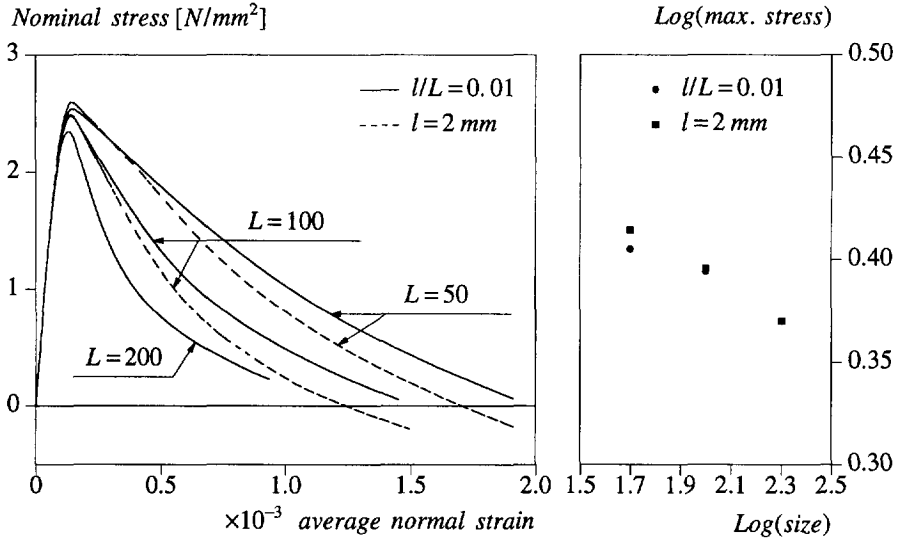 Nominal stress [N/mm²]
3
2
1
0
l/L=0.01
l=2 mm
L=100
L=50
L=200
0
0.5
1.0
1.5
2.0
×10⁻³ average normal strain
Log(max. stress)
0.50
0.45
0.40
0.35
0.30
l/L=0.01
l=2 mm
1.5
1.7
1.9
2.1
2.3
2.5
Log(size)